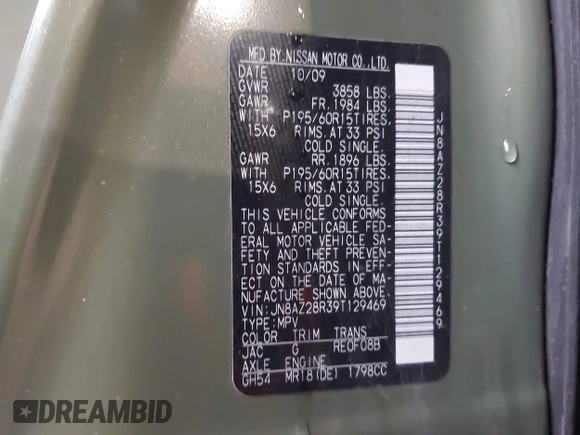 MFD BY NISSAN MOTOR CO.,LTD.
DATE 10/09
GVWR 3858 LBS.
GAWR FR. 1984 LBS.
WITH P195/60R15TIRES.
15X6 RIMS. AT 33 PSI
COLD SINGLE.
GAWR RR. 1896 LBS.
WITH P195/60R15TIRES.
15X6 RIMS. AT 33 PSI
COLD SINGLE.
THIS VEHICLE CONFORMS
TO ALL APPLICABLE FED-
ERAL MOTOR VEHICLE SA-
FETY AND THEFT PREVEN-
TION STANDARDS IN EFF-
ECT ON THE DATE OF MA-
NUFACTURE SHOWN ABOVE.
VIN:JN8AZ28R39T129469
TYPE:MPV
COLOR TRIM TRANS
JAC G RE0F08B
AXLE ENGINE
GH54 MR18(DE) 1798CC
JN8AZ28R39T129469
DREAMBID